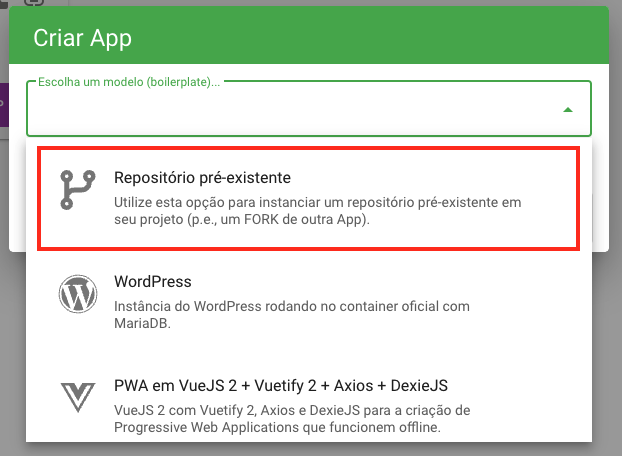 Criar App
Escolha um modelo (boilerplate)...
Repositório pré-existente
Utilize esta opção para instanciar um repositório pré-existente em
seu projeto (p.e., um FORK de outra App).
WordPress
Instância do WordPress rodando no container oficial com
MariaDB.
PWA em VueJS 2 + Vuetify 2 + Axios + DexieJS
VueJS 2 com Vuetify 2, Axios e DexieJS para a criação de
Progressive Web Applications que funcionem offline.